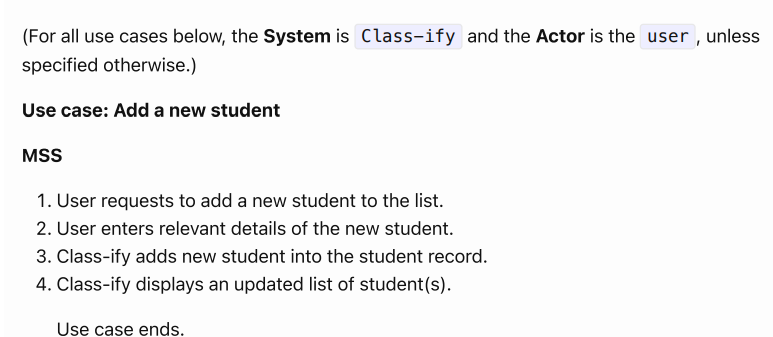 (For all use cases below, the System is Class-ify and the Actor is the user, unless
specified otherwise.)
Use case: Add a new student
MSS
1. User requests to add a new student to the list.
2. User enters relevant details of the new student.
3. Class-ify adds new student into the student record.
4. Class-ify displays an updated list of student(s).
Use case ends.